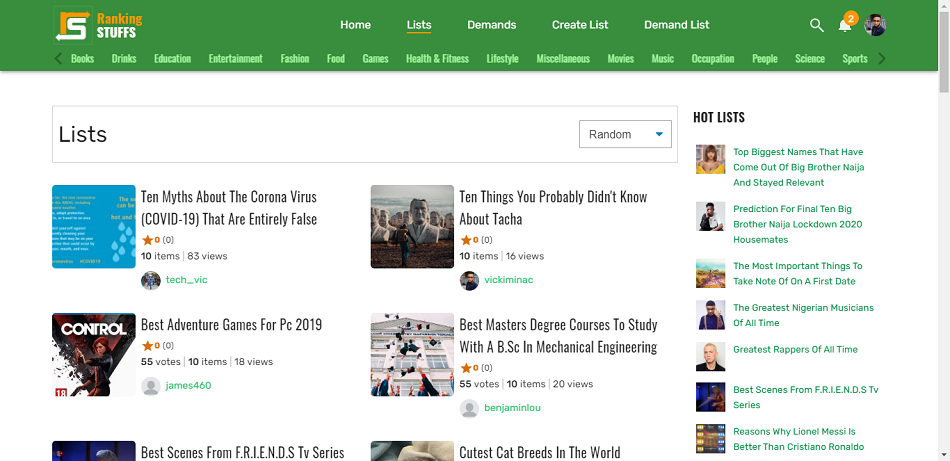 Ranking
STUFFS
Home
Lists
Demands
Create List
Demand List
2
Books
Drinks
Education
Entertainment
Fashion
Food
Games
Health & Fitness
Lifestyle
Miscellaneous
Movies
Music
Occupation
People
Science
Sports
Lists
Random
Ten Myths About The Corona Virus
(COVID-19) That Are Entirely False
0 (0)
10 items | 83 views
tech_vic
Ten Things You Probably Didn't Know
About Tacha
0 (0)
10 items | 16 views
vickiminac
CONTROL
18
Best Adventure Games For Pc 2019
0 (0)
55 votes | 10 items | 18 views
james460
Best Masters Degree Courses To Study
With A B.Sc In Mechanical Engineering
0 (0)
55 votes | 10 items | 20 views
benjaminlou
Best Scenes From F.R.I.E.N.D.S Tv Series
Cutest Cat Breeds In The World
HOT LISTS
Top Biggest Names That Have
Come Out Of Big Brother Naija
And Stayed Relevant
Prediction For Final Ten Big
Brother Naija Lockdown 2020
Housemates
The Most Important Things To
Take Note Of On A First Date
The Greatest Nigerian Musicians
Of All Time
Greatest Rappers Of All Time
Best Scenes From F.R.I.E.N.D.S Tv
Series
Reasons Why Lionel Messi Is
Better Than Cristiano Ronaldo